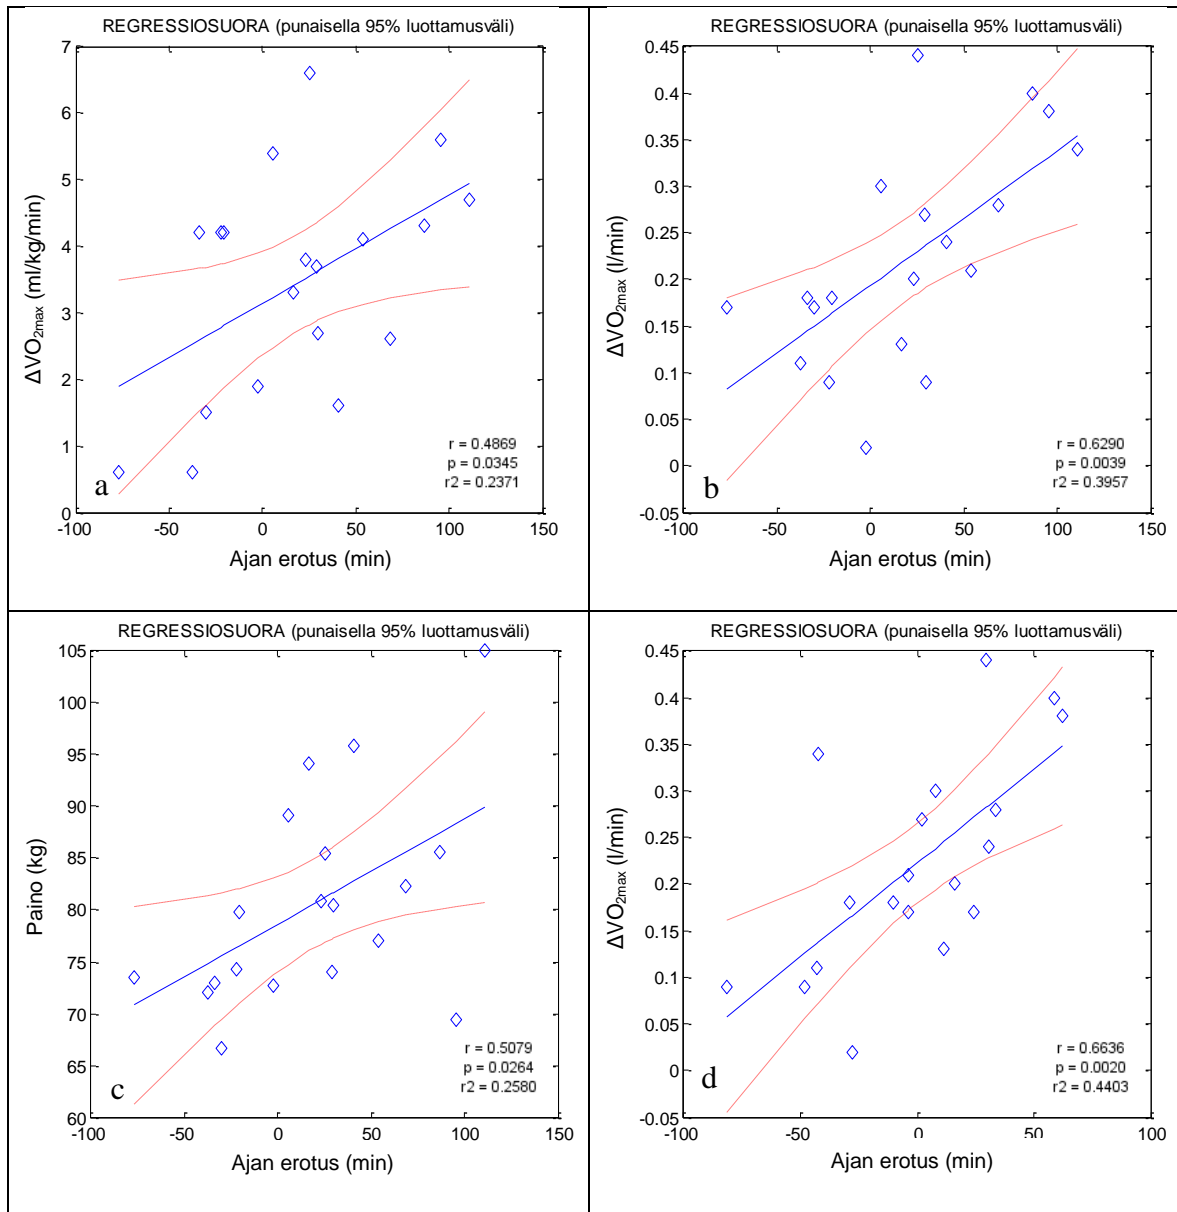 REGRESSIOSUORA (punaisella 95% luottamusväli)
7
6
5
4
3
2
1
0
ΔVO2max (ml/kg/min)
r = 0.4869
p = 0.0345
r2 = 0.2371
a
-100 -50 0 50 100 150
Ajan erotus (min)
REGRESSIOSUORA (punaisella 95% luottamusväli)
0.45
0.4
0.35
0.3
0.25
0.2
0.15
0.1
0.05
0
-0.05
ΔVO2max (l/min)
r = 0.6290
p = 0.0039
r2 = 0.3957
b
-100 -50 0 50 100 150
Ajan erotus (min)
REGRESSIOSUORA (punaisella 95% luottamusväli)
105
100
95
90
85
80
75
70
65
60
Paino (kg)
r = 0.5079
p = 0.0264
r2 = 0.2580
c
-100 -50 0 50 100 150
Ajan erotus (min)
REGRESSIOSUORA (punaisella 95% luottamusväli)
0.45
0.4
0.35
0.3
0.25
0.2
0.15
0.1
0.05
0
-0.05
ΔVO2max (l/min)
r = 0.6636
p = 0.0020
r2 = 0.4403
d
-100 -50 0 50 100
Ajan erotus (min)